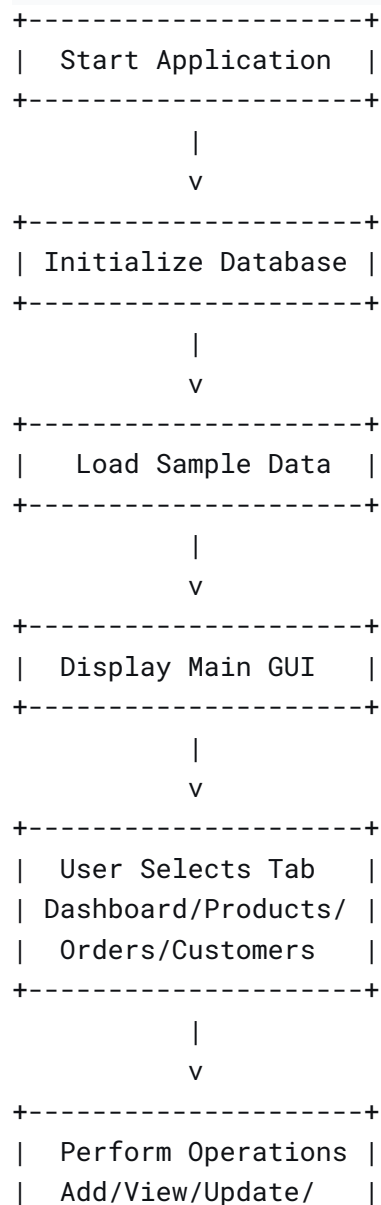 +---------------------+
|  Start Application  |
+---------------------+
          |
          v
+---------------------+
| Initialize Database |
+---------------------+
          |
          v
+---------------------+
|   Load Sample Data  |
+---------------------+
          |
          v
+---------------------+
|  Display Main GUI   |
+---------------------+
          |
          v
+---------------------+
|  User Selects Tab   |
| Dashboard/Products/ |
|  Orders/Customers   |
+---------------------+
          |
          v
+---------------------+
|  Perform Operations |
|  Add/View/Update/   |